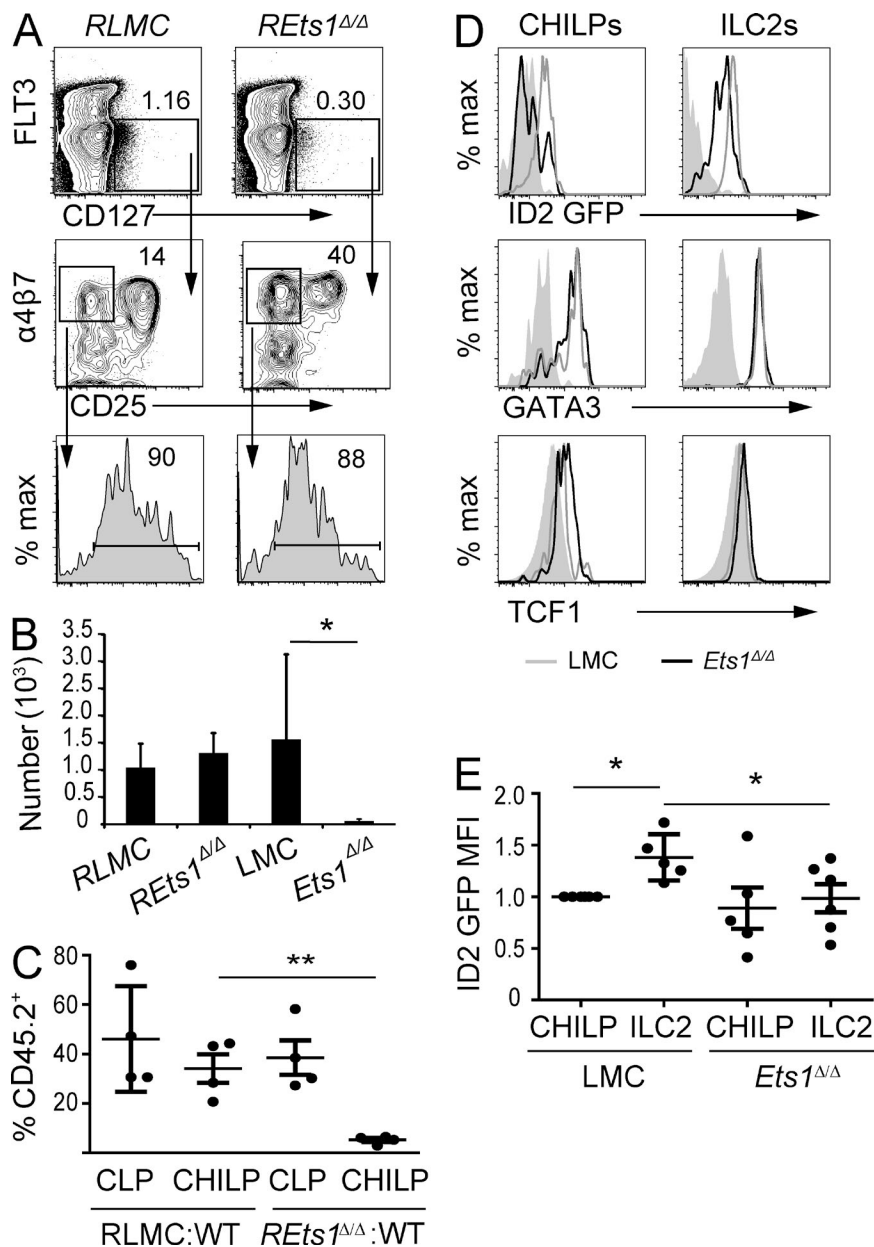 A
RLMC
REts1Δ/Δ
FLT3
1.16
0.30
CD127
α4β7
14
40
CD25
% max
90
88
B
Number (10³)
3.5
3.0
2.5
2.0
1.5
1.0
0.5
0
*
RLMC
REts1Δ/Δ
LMC
Ets1Δ/Δ
C
% CD45.2⁺
80
60
40
20
**
CLP CHILP CLP CHILP
RLMC:WT REts1Δ/Δ:WT
D
CHILPs
ILC2s
% max
ID2 GFP
% max
GATA3
% max
TCF1
LMC Ets1Δ/Δ
E
ID2 GFP MFI
2.0
1.5
1.0
0.5
0
*
*
CHILP ILC2 CHILP ILC2
LMC Ets1Δ/Δ